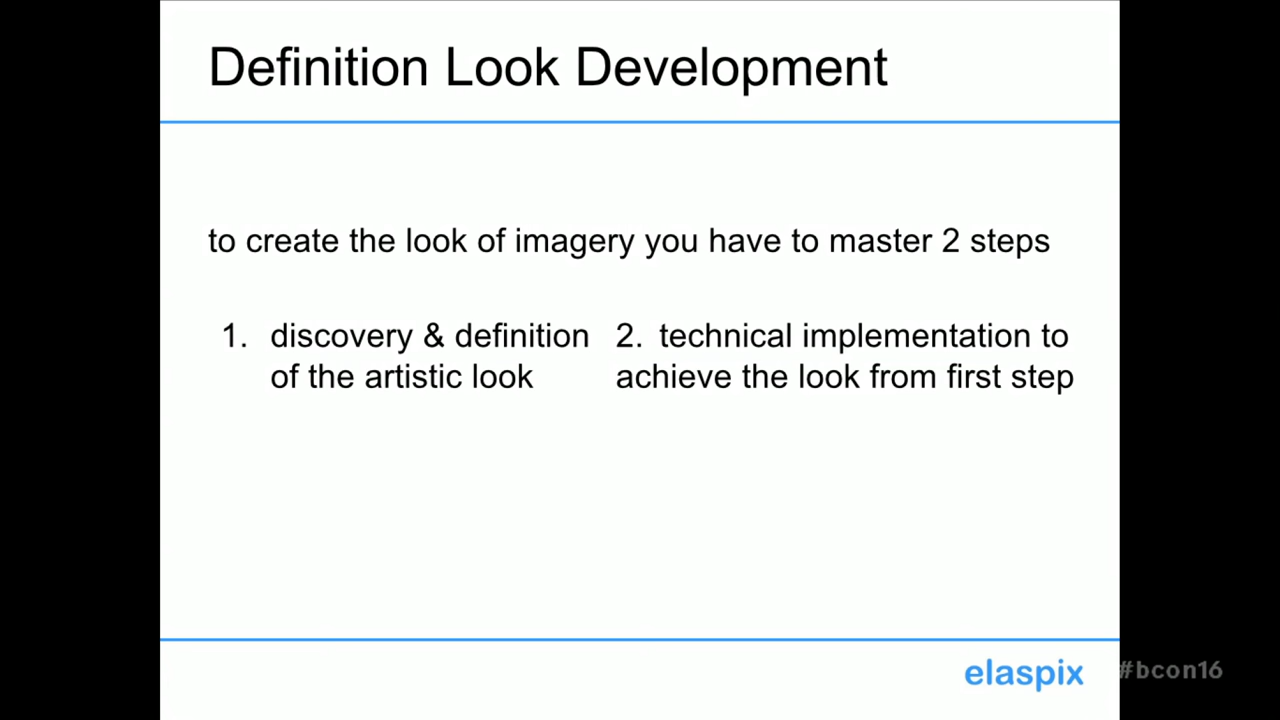 Definition Look Development
to create the look of imagery you have to master 2 steps
1. discovery & definition
of the artistic look
2. technical implementation to
achieve the look from first step
elaspix
#bcon16